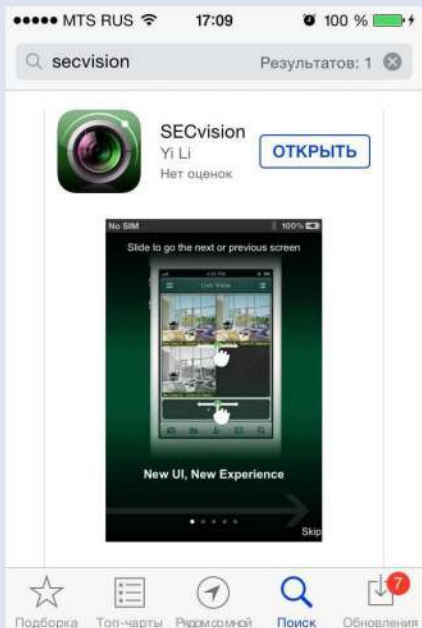 MTS RUS 17:09 100 %
secvision Результатов: 1
SECvision
Yi Li
Нет оценок
ОТКРЫТЬ
No SIM 100%
Slide to go the next or previous screen
Live View
New UI, New Experience
Skip
7
Подборка Топ-чарты Рядом со мной Поиск Обновления